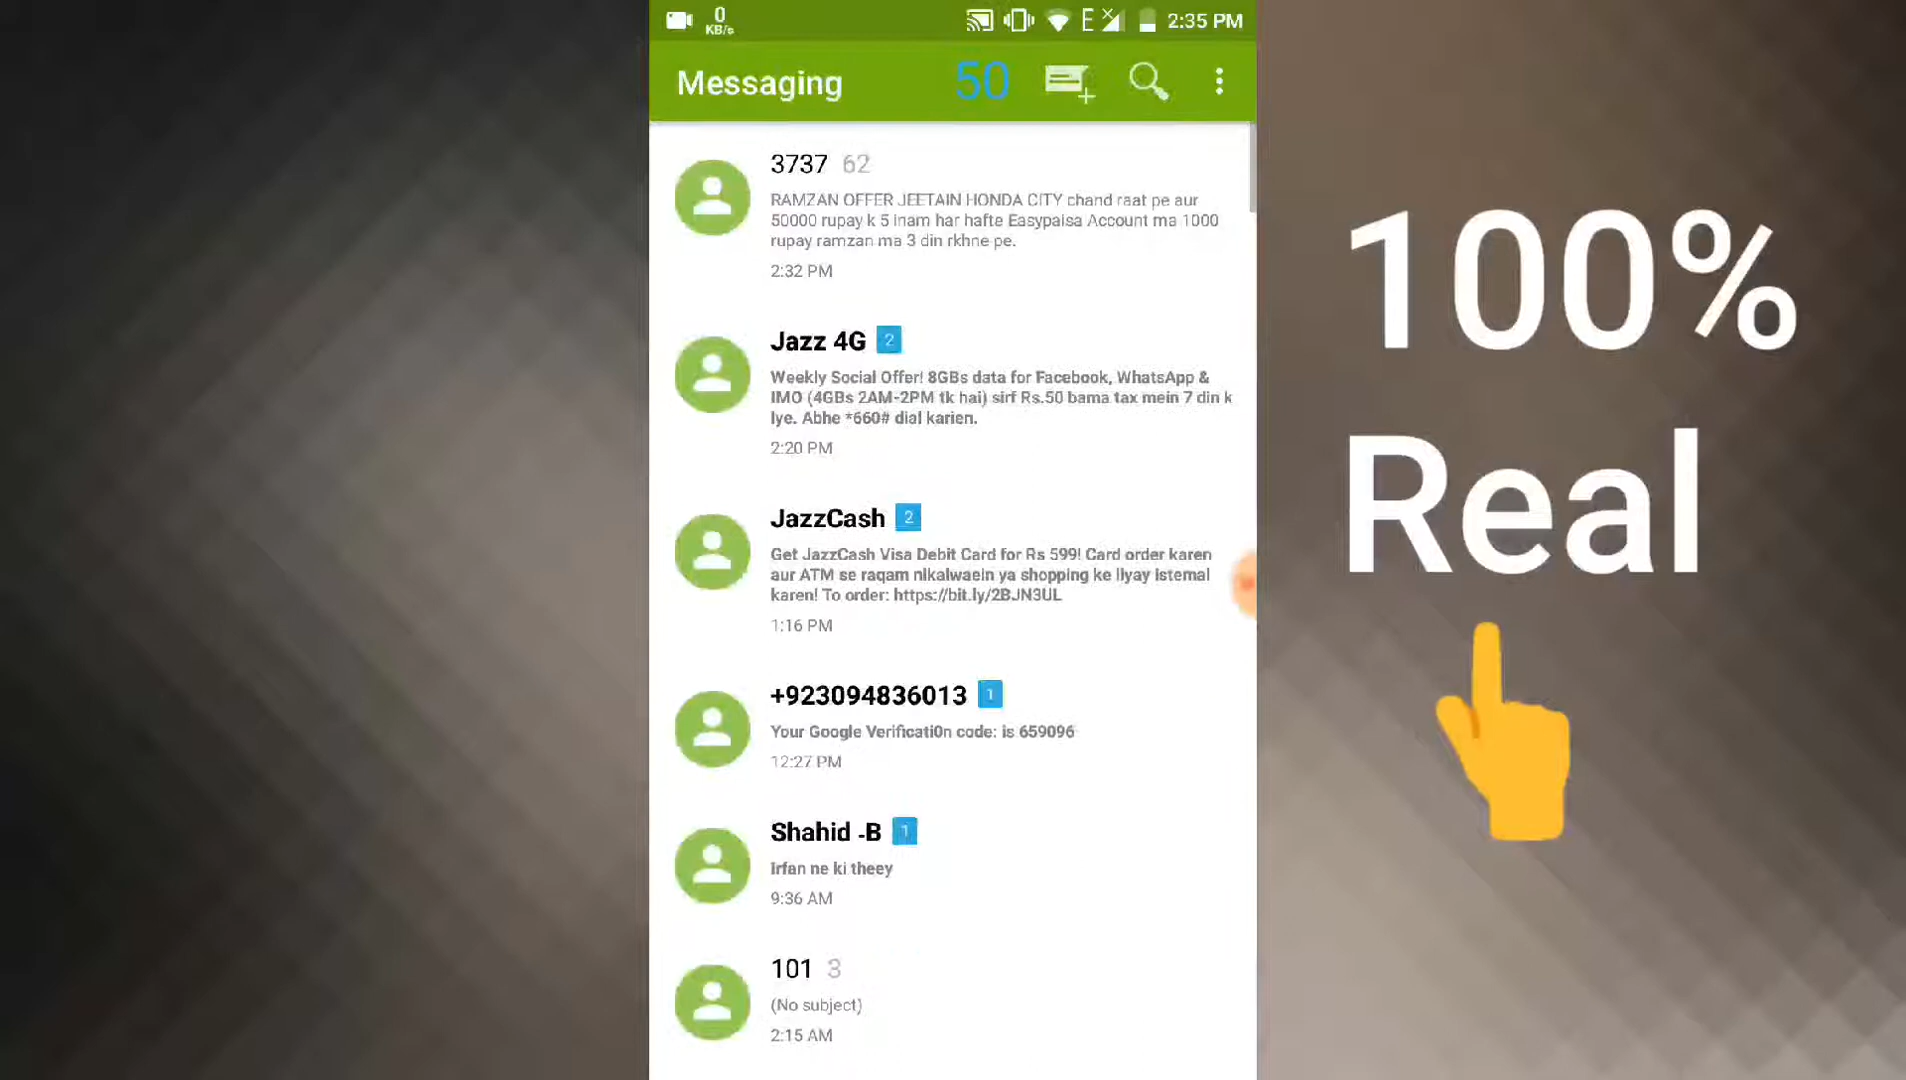 0
KB/s
E
2:35 PM
Messaging
50
3737 62
RAMZAN OFFER JEETAIN HONDA CITY chand raat pe aur
50000 rupay k 5 inam har hafte Easypaisa Account ma 1000
rupay ramzan ma 3 din rkhne pe.
2:32 PM
Jazz 4G 2
Weekly Social Offer! 8GBs data for Facebook, WhatsApp &
IMO (4GBs 2AM-2PM tk hai) sirf Rs.50 bama tax mein 7 din k
lye. Abhe *660# dial karien.
2:20 PM
JazzCash 2
Get JazzCash Visa Debit Card for Rs 599! Card order karen
aur ATM se raqam nikalwaein ya shopping ke liyay istemal
karen! To order: https://bit.ly/2BJN3UL
1:16 PM
+923094836013 1
Your Google Verificati0n code: is 659096
12:27 PM
Shahid -B 1
Irfan ne ki theey
9:36 AM
101 3
(No subject)
2:15 AM
100%
Real